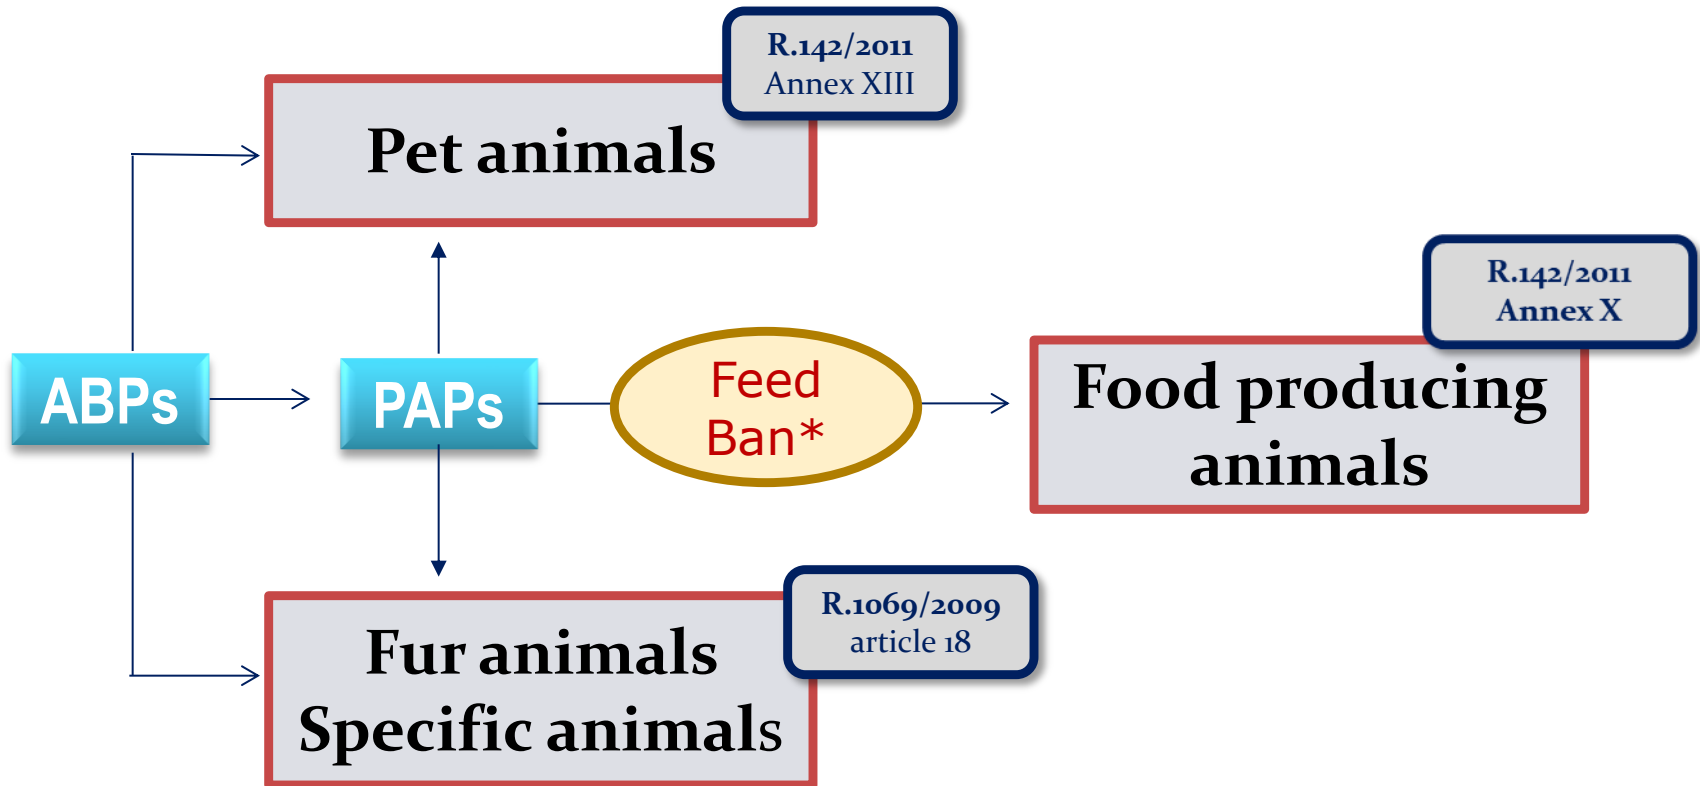 R.142/2011
Annex XIII
Pet animals
R.142/2011
Annex X
ABPs
PAPs
Feed
Ban*
Food producing
animals
R.1069/2009
article 18
Fur animals
Specific animals